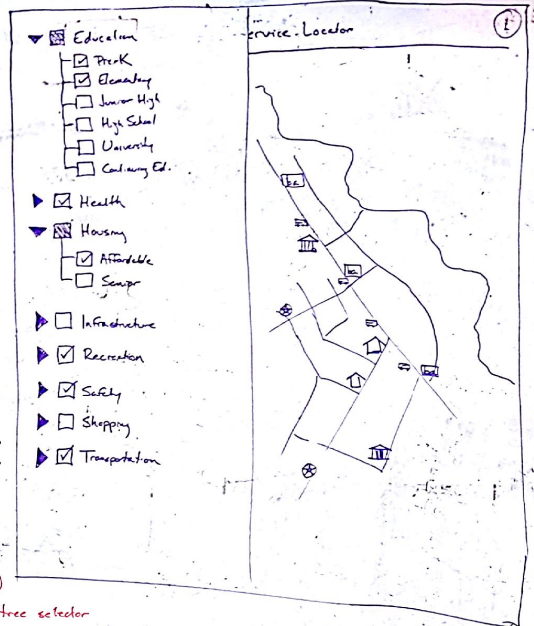 Education
ervice Locator
i
PreK
Elementary
Junior High
High School
University
Continuing Ed.
Health
Housing
Affordable
Senior
Infrastructure
Recreation
Safety
Shopping
Transportation
tree selector